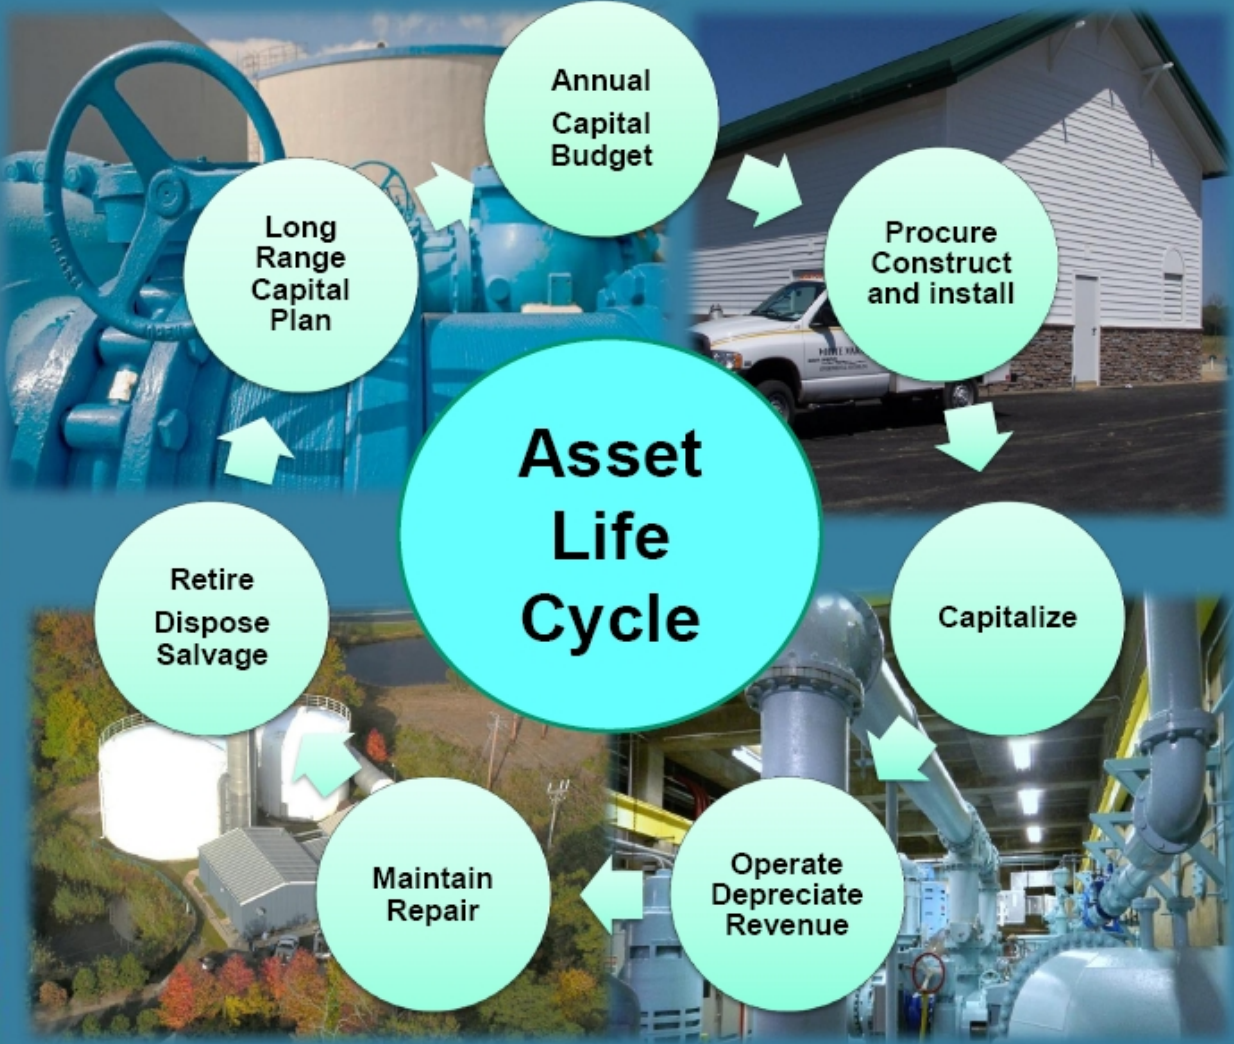 Annual
Capital
Budget
Procure
Construct
and install
Capitalize
Operate
Depreciate
Revenue
Maintain
Repair
Retire
Dispose
Salvage
Long
Range
Capital
Plan
Asset
Life
Cycle